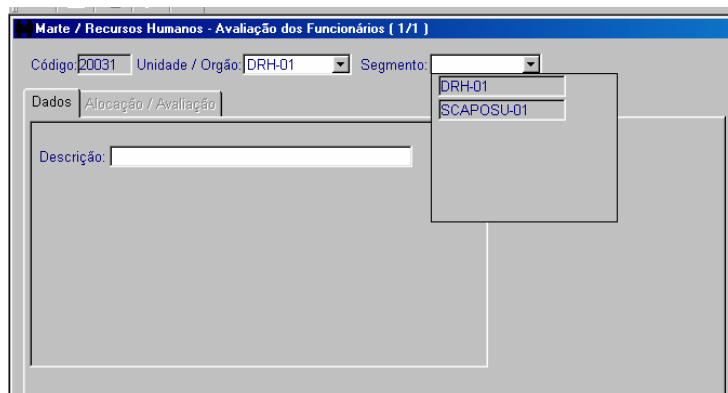 Marte / Recursos Humanos - Avaliação dos Funcionários ( 1/1 )
Código: 20031 Unidade / Orgão: DRH-01 Segmento:
DRH-01
SCAPOSU-01
Dados Alocação / Avaliação
Descrição: